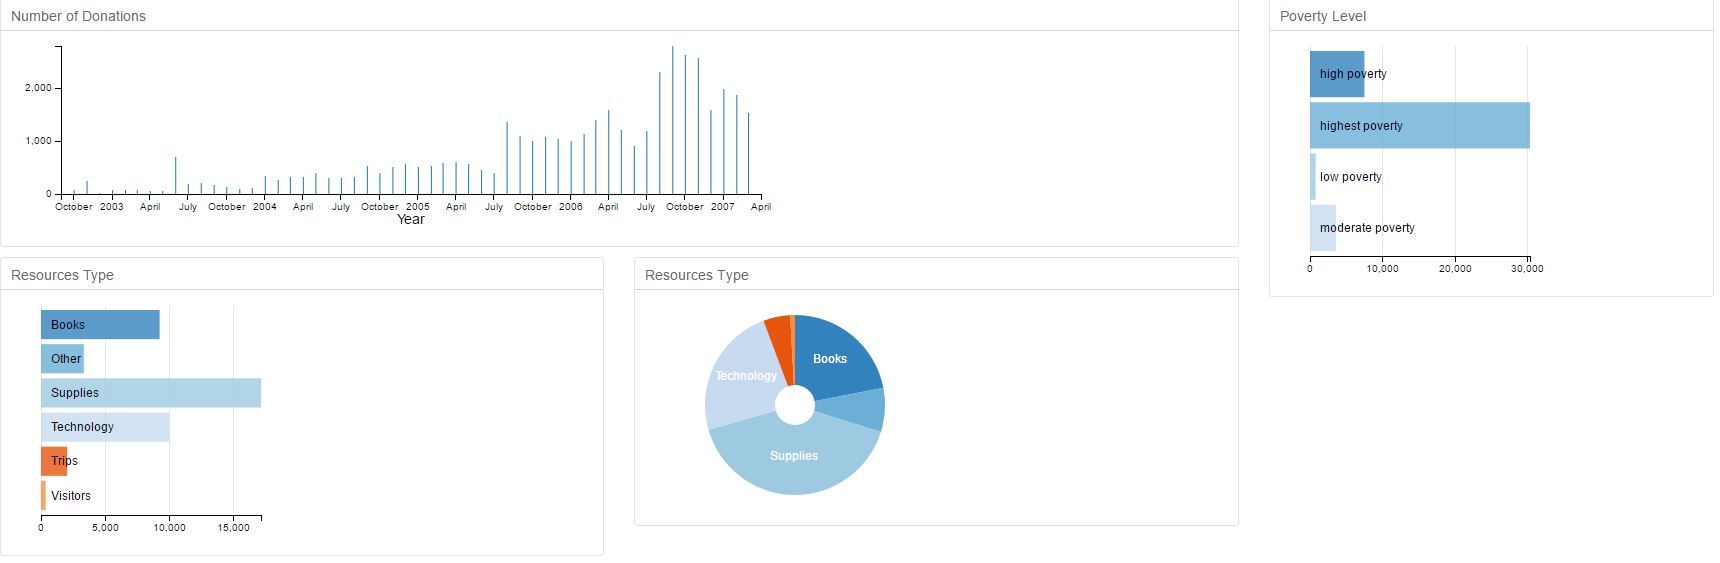 Number of Donations
2,000
1,000
0
October 2003 April July October 2004 April July October 2005 April July October 2006 April July October 2007 April
Year
Poverty Level
high poverty
highest poverty
low poverty
moderate poverty
0 10,000 20,000 30,000
Resources Type
Books
Other
Supplies
Technology
Trips
Visitors
0 5,000 10,000 15,000
Resources Type
Books
Technology
Supplies